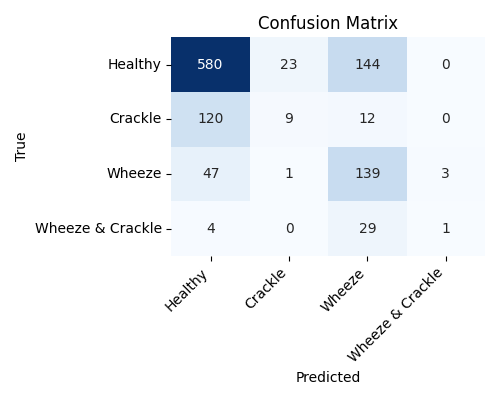 Confusion Matrix
True
Healthy 580 23 144 0
Crackle 120 9 12 0
Wheeze 47 1 139 3
Wheeze & Crackle 4 0 29 1
Healthy Crackle Wheeze Wheeze & Crackle
Predicted